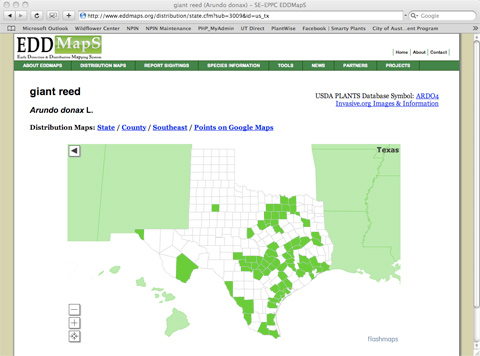 giant reed (Arundo donax) – SE-EPPC EDDMapS
http://www.eddmaps.org/distribution/state.cfm?sub=3009&id=us_tx
Google
Microsoft Outlook Wildflower Center NPIN NPIN Maintenance PHP_MyAdmin UT Direct PlantWise Facebook Smarty Plants City of Aust...ent Program
EDDMapS
Early Detection & Distribution Mapping System
Home | About | Contact
ABOUT EDDMAPS DISTRIBUTION MAPS REPORT SIGHTINGS SPECIES INFORMATION TOOLS NEWS PARTNERS PROJECTS
giant reed
USDA PLANTS Database Symbol: ARDO4
Invasive.org Images & Information
Arundo donax L.
Distribution Maps: State / County / Southeast / Points on Google Maps
Texas
flashmaps